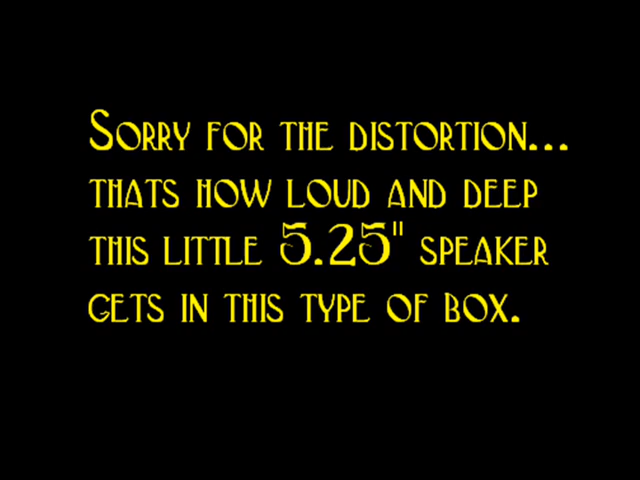 Sorry for the distortion...
thats how loud and deep
this little 5.25" speaker
gets in this type of box.